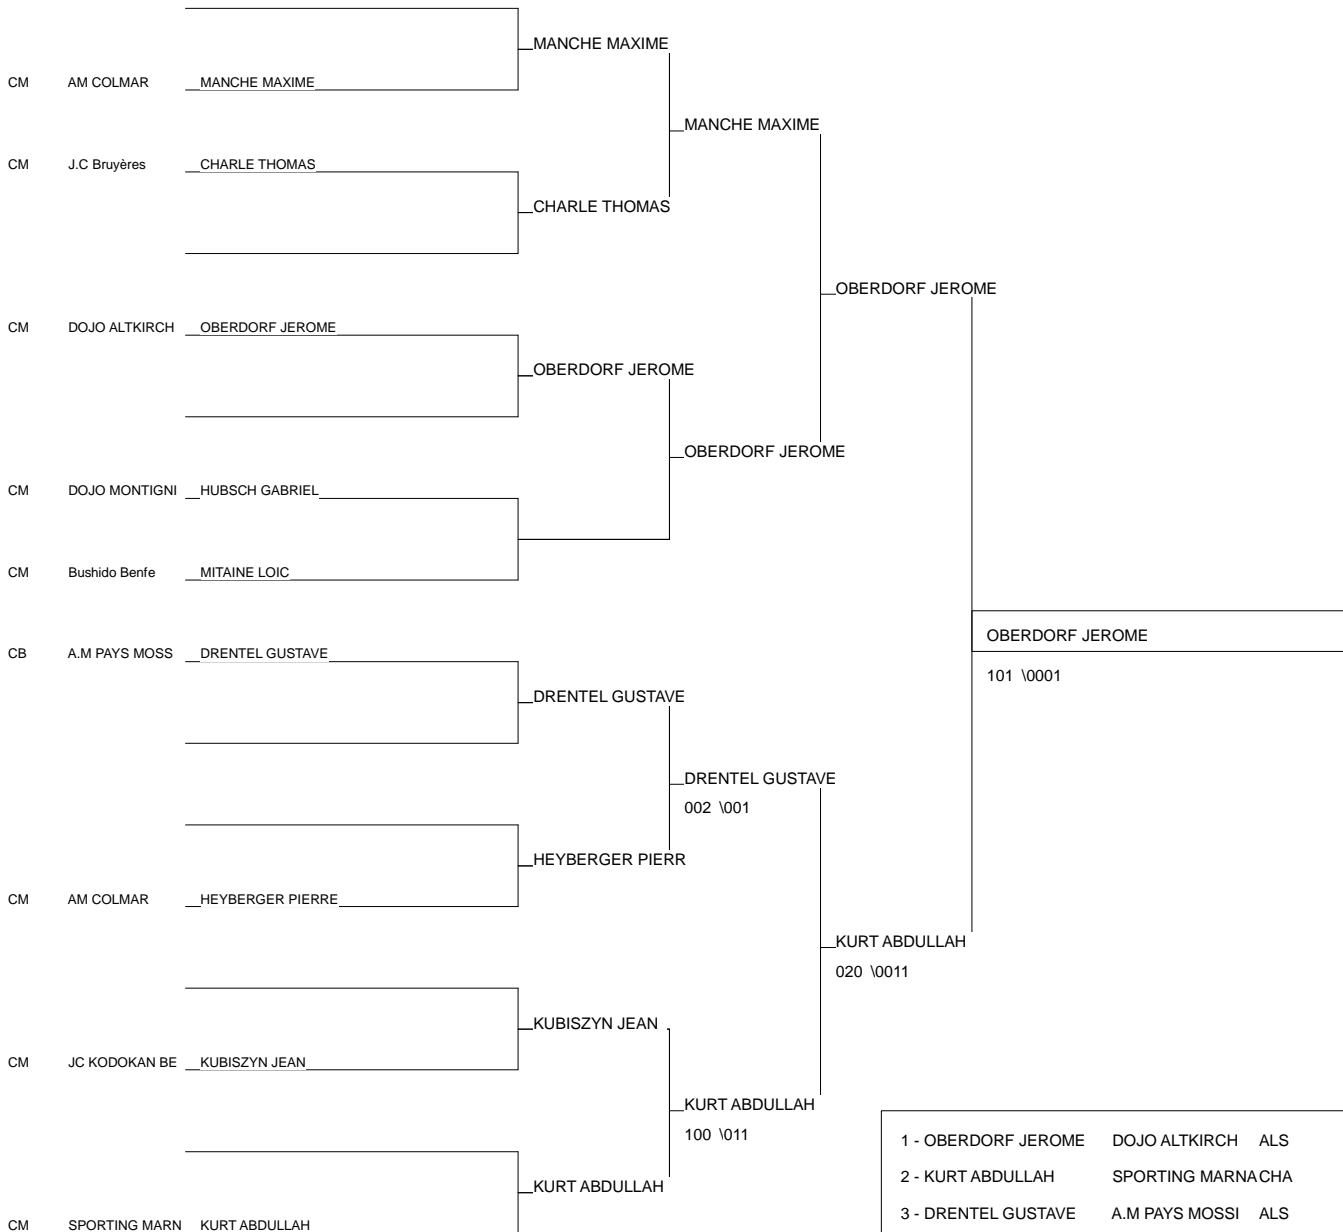 MANCHE MAXIME
CM AM COLMAR MANCHE MAXIME
MANCHE MAXIME
CM J.C Bruyères CHARLE THOMAS
CHARLE THOMAS
OBERDORF JEROME
CM DOJO ALTKIRCH OBERDORF JEROME
OBERDORF JEROME
OBERDORF JEROME
CM DOJO MONTIGNI HUBSCH GABRIEL
CM Bushido Benfe MITAINE LOIC
OBERDORF JEROME
CB A.M PAYS MOSS DRENTEL GUSTAVE
101 \0001
DRENTEL GUSTAVE
DRENTEL GUSTAVE
002 \001
HEYBERGER PIERR
CM AM COLMAR HEYBERGER PIERRE
KURT ABDULLAH
020 \0011
KUBISZYN JEAN
CM JC KODOKAN BE KUBISZYN JEAN
KURT ABDULLAH
100 \011
1 - OBERDORF JEROME DOJO ALTKIRCH ALS
2 - KURT ABDULLAH SPORTING MARNA CHA
KURT ABDULLAH
3 - DRENTEL GUSTAVE A.M PAYS MOSSI ALS
CM SPORTING MARN KURT ABDULLAH